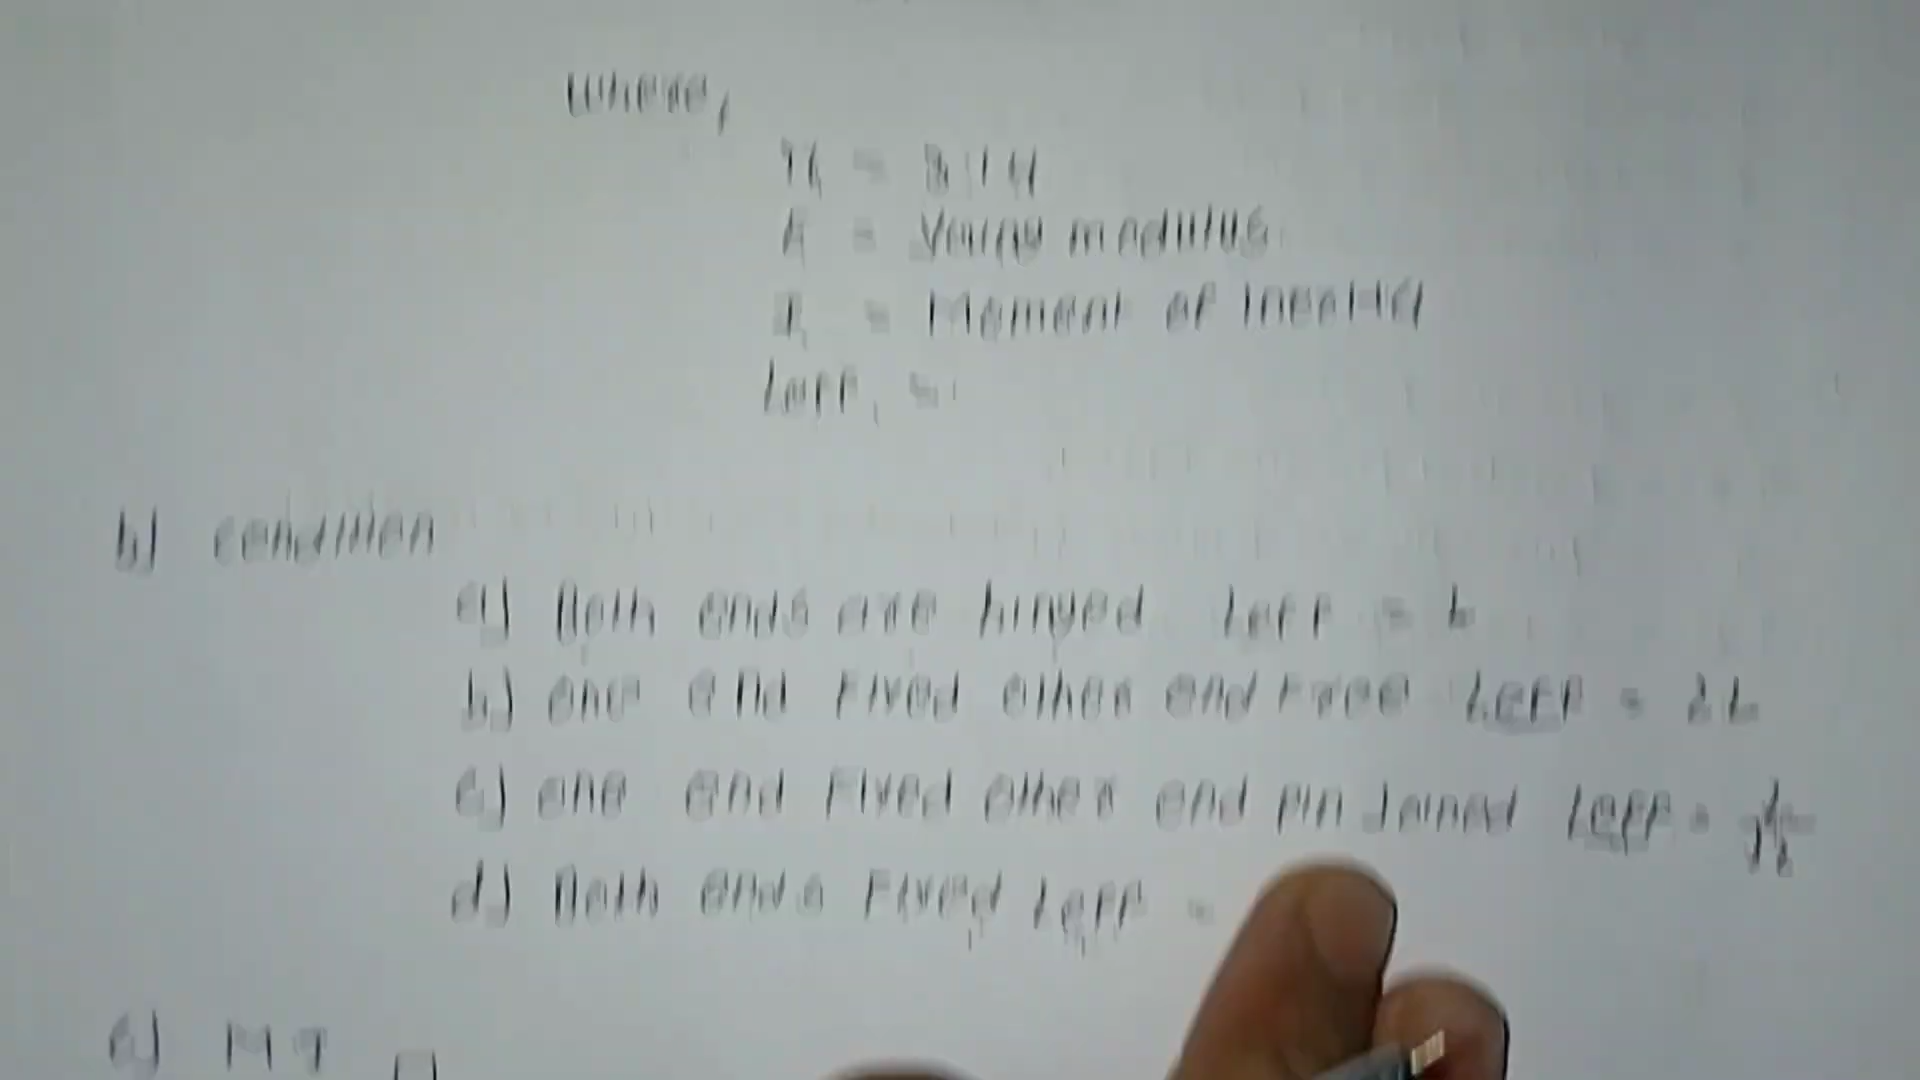 where,
π = 3.14
E = Young modulus
I = Moment of Inertia
Leff, =
b) condition
a) Both ends are hinged Leff = L
b) one end Fixed other end Free Leff = 2L
c) one end Fixed other end pin Joined Leff = L/√2
d) Both ends Fixed Leff =
c) M I